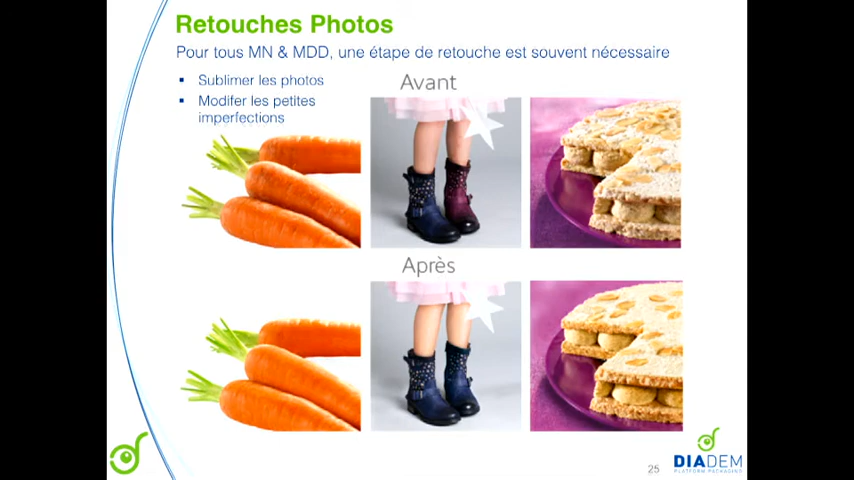 Retouches Photos
Pour tous MN & MDD, une étape de retouche est souvent nécessaire
Sublimer les photos
Modifer les petites
imperfections
Avant
Après
25
DIADEM
PLATFORM PACKAGING